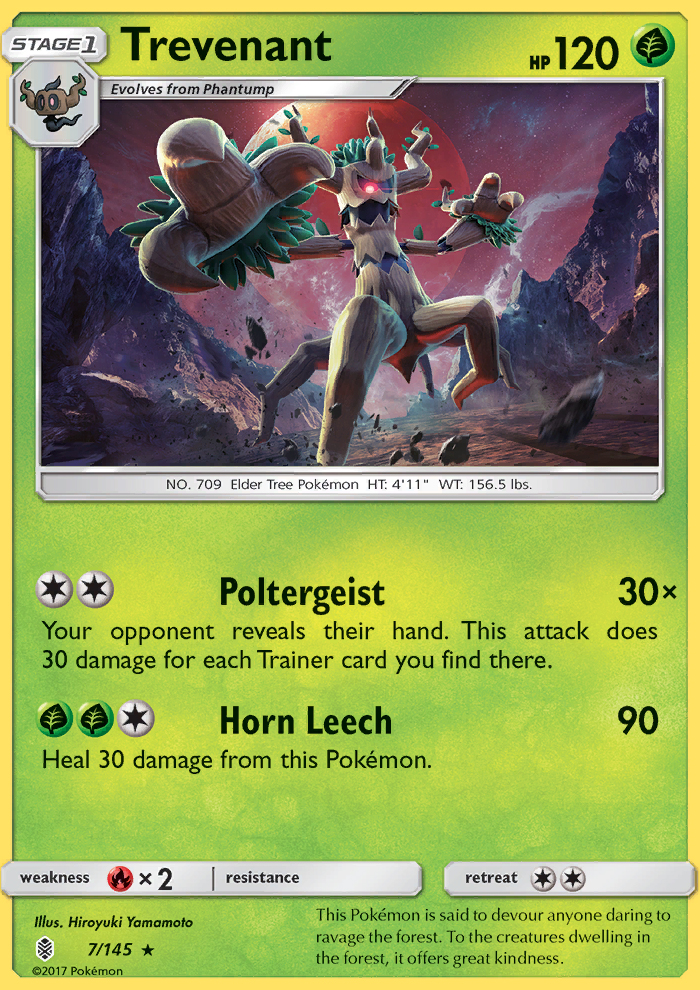 STAGE 1
Trevenant
HP 120
Evolves from Phantump
NO. 709 Elder Tree Pokémon HT: 4'11" WT: 156.5 lbs.
Poltergeist 30×
Your opponent reveals their hand. This attack does
30 damage for each Trainer card you find there.
Horn Leech 90
Heal 30 damage from this Pokémon.
weakness × 2 resistance retreat
Illus. Hiroyuki Yamamoto
7/145 ★
©2017 Pokémon
This Pokémon is said to devour anyone daring to
ravage the forest. To the creatures dwelling in
the forest, it offers great kindness.